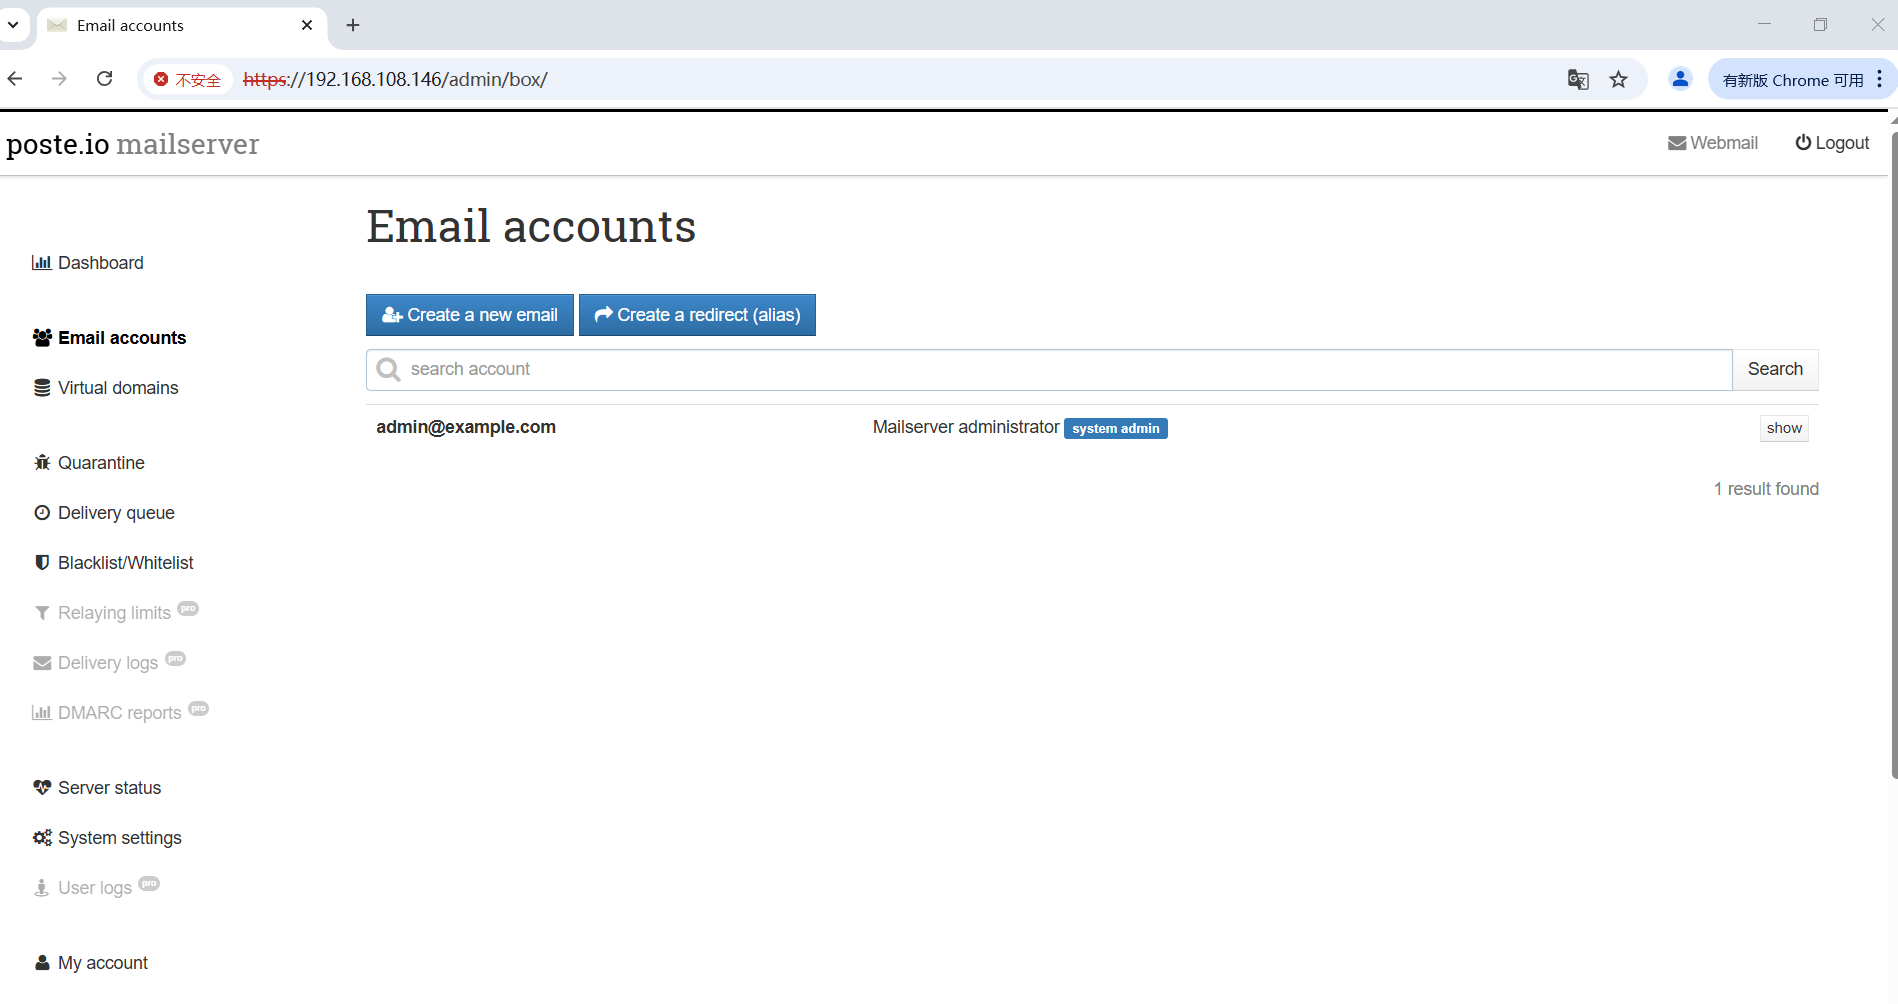 Email accounts
不安全 https://192.168.108.146/admin/box/ 有新版 Chrome 可用
poste.io mailserver
Webmail
Logout
Email accounts
Dashboard
Email accounts
Virtual domains
Quarantine
Delivery queue
Blacklist/Whitelist
Relaying limits pro
Delivery logs pro
DMARC reports pro
Server status
System settings
User logs pro
My account
Create a new email
Create a redirect (alias)
search account
Search
admin@example.com Mailserver administrator system admin show
1 result found